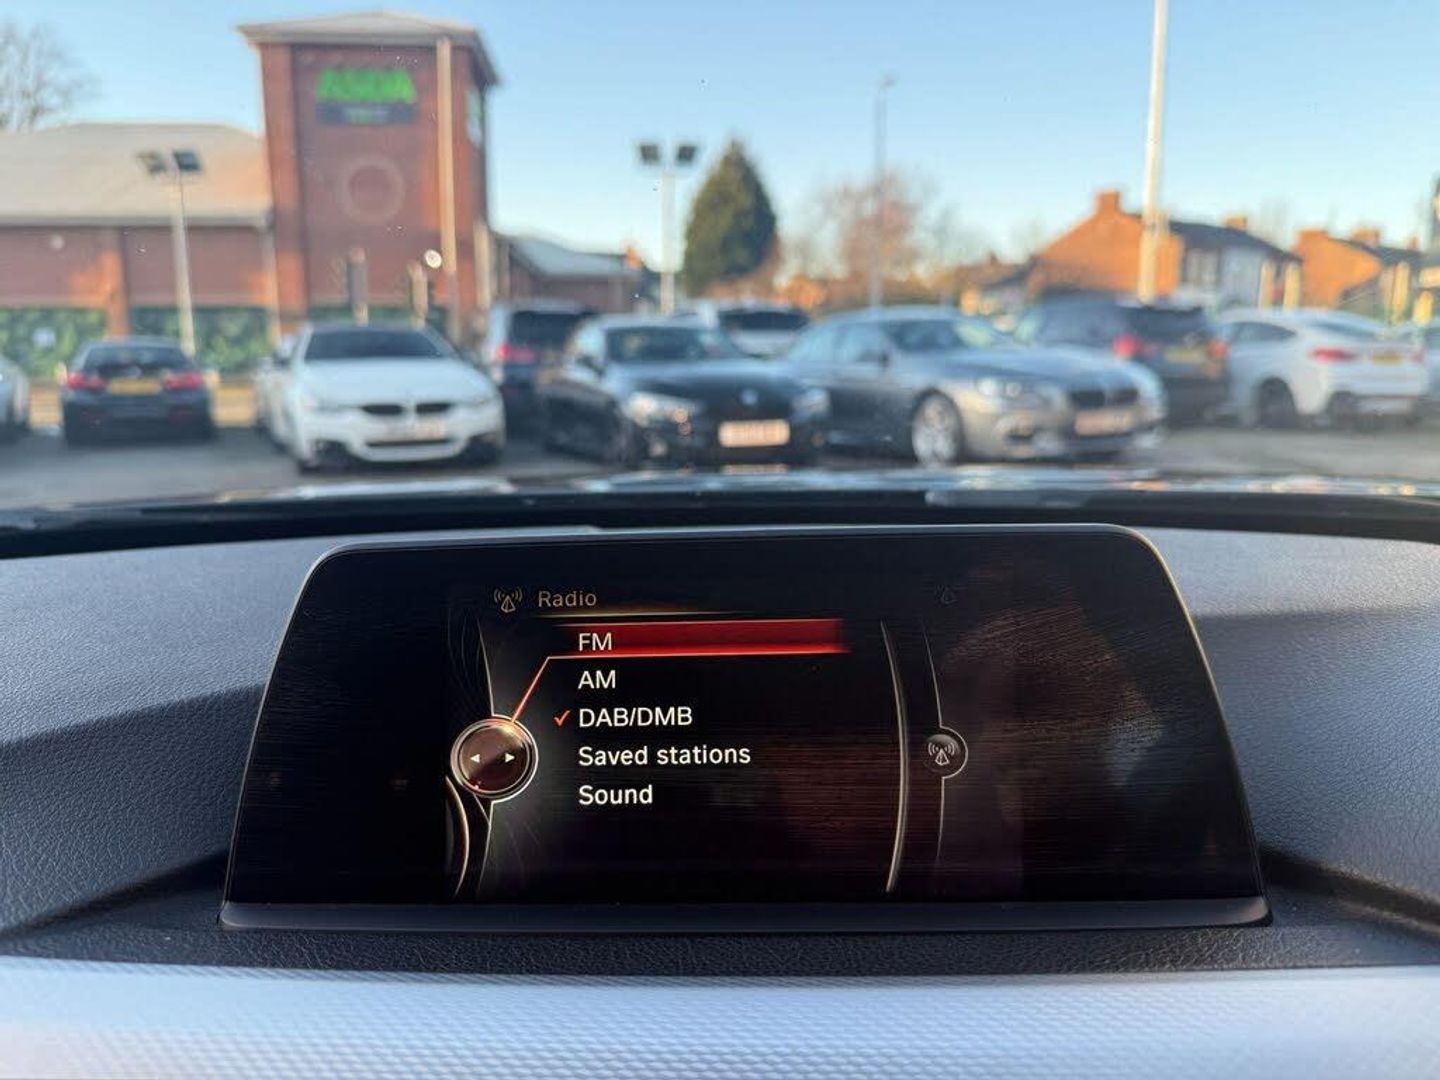 ASDA
Radio
FM
AM
DAB/DMB
Saved stations
Sound